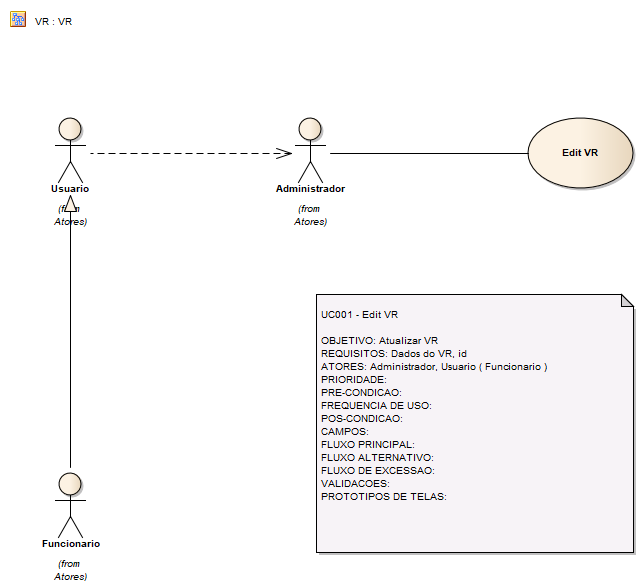 VR : VR
Usuario
(from
Atores)
Administrador
(from
Atores)
Edit VR
UC001 - Edit VR
OBJETIVO: Atualizar VR
REQUISITOS: Dados do VR, id
ATORES: Administrador, Usuario ( Funcionario )
PRIORIDADE:
PRE-CONDICAO:
FREQUENCIA DE USO:
POS-CONDICAO:
CAMPOS:
FLUXO PRINCIPAL:
FLUXO ALTERNATIVO:
FLUXO DE EXCESSAO:
VALIDACOES:
PROTOTIPOS DE TELAS:
Funcionario
(from
Atores)